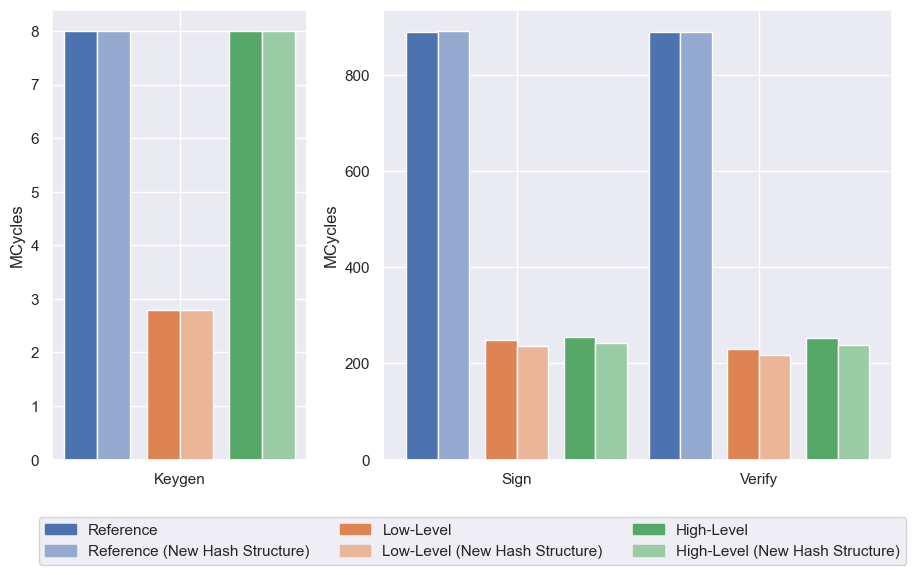 8
7
6
5
4
3
2
1
0
MCycles
Keygen
800
600
400
200
0
MCycles
Sign
Verify
Reference
Low-Level
High-Level
Reference (New Hash Structure)
Low-Level (New Hash Structure)
High-Level (New Hash Structure)